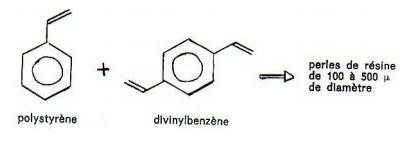 +
perles de résine
de 100 à 500 µ
de diamètre
polystyrène
divinylbenzène